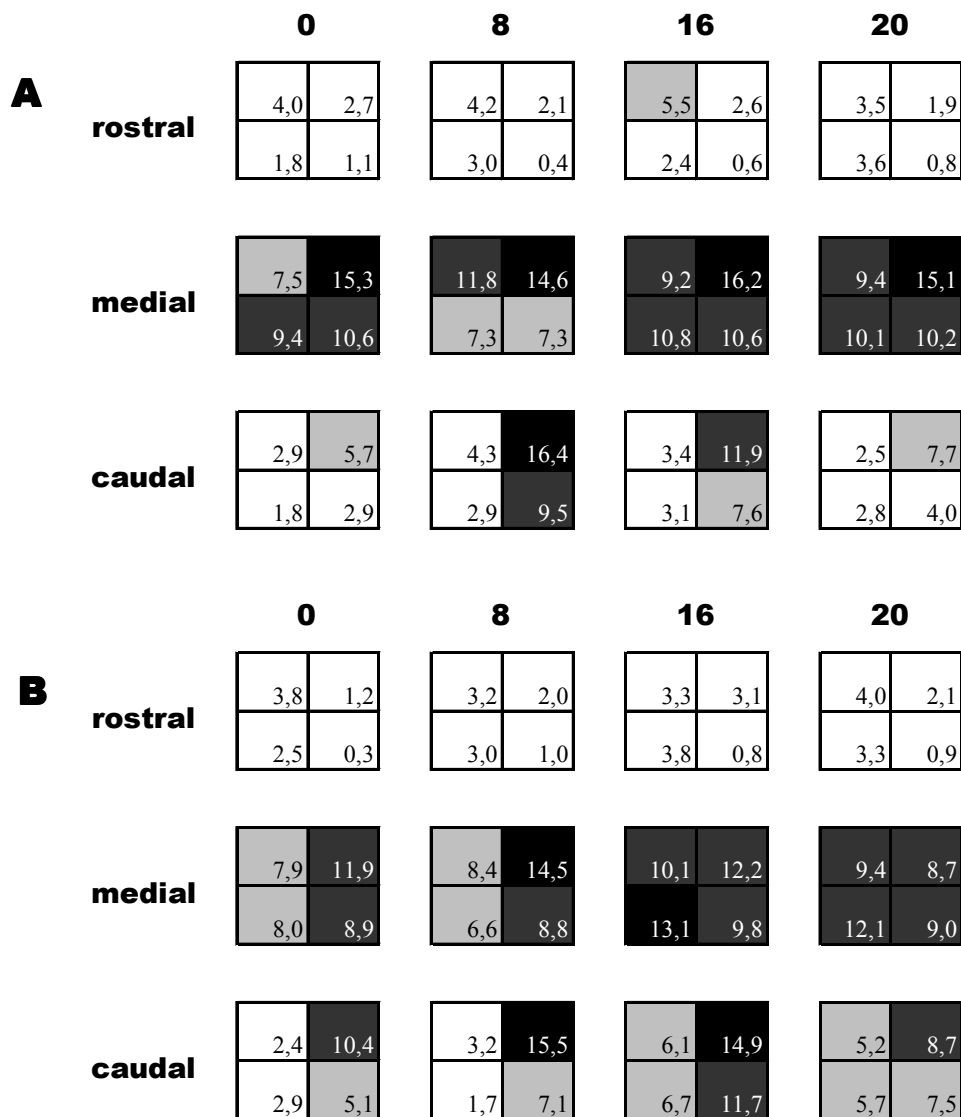 0 8 16 20
A
4,0 2,7 4,2 2,1 5,5 2,6 3,5 1,9
rostral
1,8 1,1 3,0 0,4 2,4 0,6 3,6 0,8
7,5 15,3 11,8 14,6 9,2 16,2 9,4 15,1
medial
9,4 10,6 7,3 7,3 10,8 10,6 10,1 10,2
2,9 5,7 4,3 16,4 3,4 11,9 2,5 7,7
caudal
1,8 2,9 2,9 9,5 3,1 7,6 2,8 4,0
0 8 16 20
B
3,8 1,2 3,2 2,0 3,3 3,1 4,0 2,1
rostral
2,5 0,3 3,0 1,0 3,8 0,8 3,3 0,9
7,9 11,9 8,4 14,5 10,1 12,2 9,4 8,7
medial
8,0 8,9 6,6 8,8 13,1 9,8 12,1 9,0
2,4 10,4 3,2 15,5 6,1 14,9 5,2 8,7
caudal
2,9 5,1 1,7 7,1 6,7 11,7 5,7 7,5